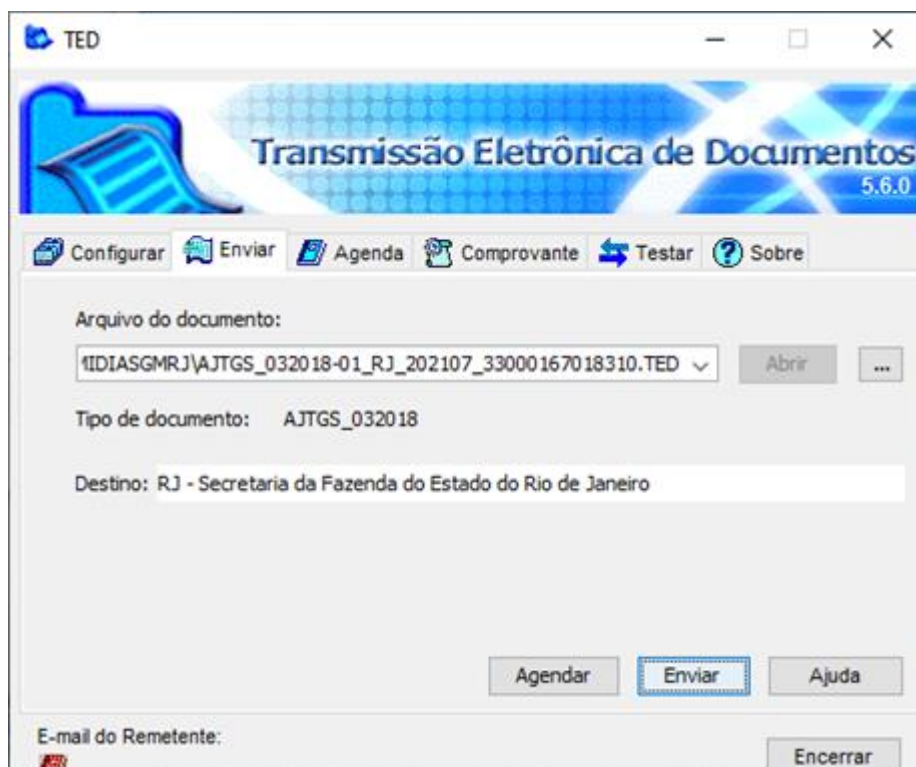 TED
Transmissão Eletrônica de Documentos
5.6.0
Configurar Enviar Agenda Comprovante Testar Sobre
Arquivo do documento:
IDIASGMRJ\AJTGS_032018-01_RJ_202107_33000167018310.TED Abrir ...
Tipo de documento: AJTGS_032018
Destino: RJ - Secretaria da Fazenda do Estado do Rio de Janeiro
Agendar Enviar Ajuda
E-mail do Remetente:
Encerrar